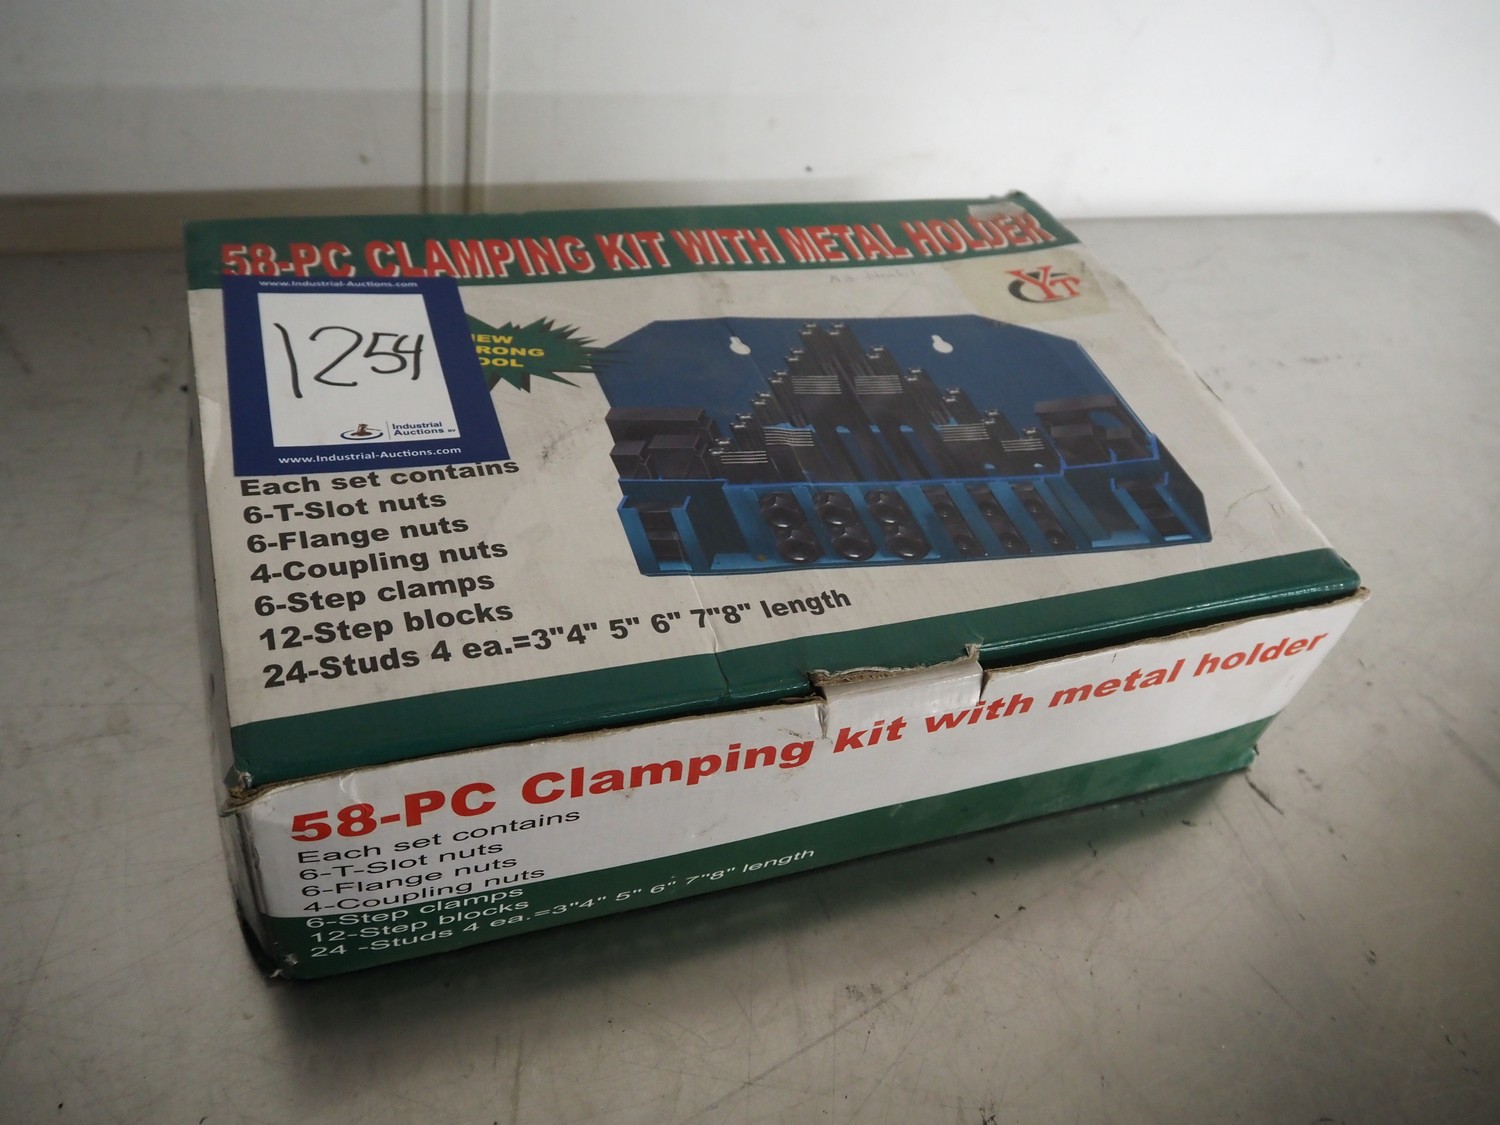 58-PC CLAMPING KIT WITH METAL HOLDER
YT
www.Industrial-Auctions.com
1254
Industrial
Auctions BV
www.Industrial-Auctions.com
Each set contains
6-T-Slot nuts
6-Flange nuts
4-Coupling nuts
6-Step clamps
12-Step blocks
24-Studs 4 ea.=3"4" 5" 6" 7"8" length
58-PC Clamping kit with metal holder
Each set contains
6-T-Slot nuts
6-Flange nuts
4-Coupling nuts
6-Step clamps
12-Step blocks
24 -Studs 4 ea.=3"4" 5" 6" 7"8" length